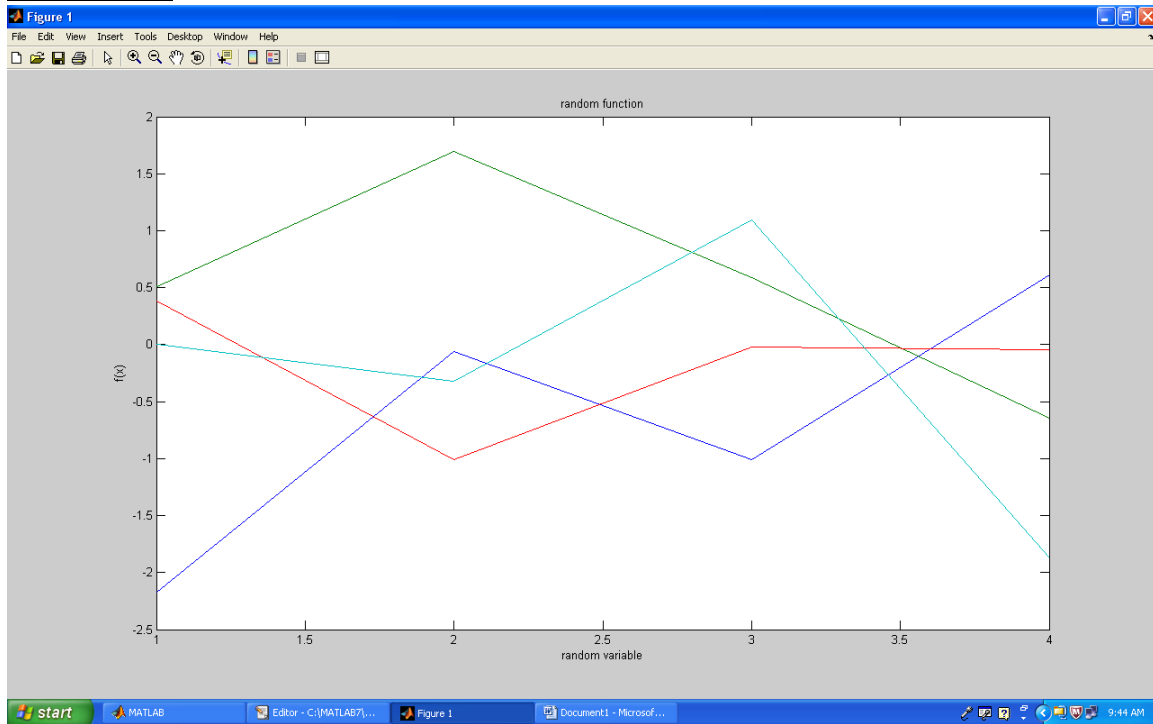 Figure 1
File Edit View Insert Tools Desktop Window Help
random function
2
1.5
1
0.5
0
-0.5
-1
-1.5
-2
-2.5
f(x)
1 1.5 2 2.5 3 3.5 4
random variable
start MATLAB Editor - C:\MATLAB7\... Figure 1 Document1 - Microsof... 9:44 AM